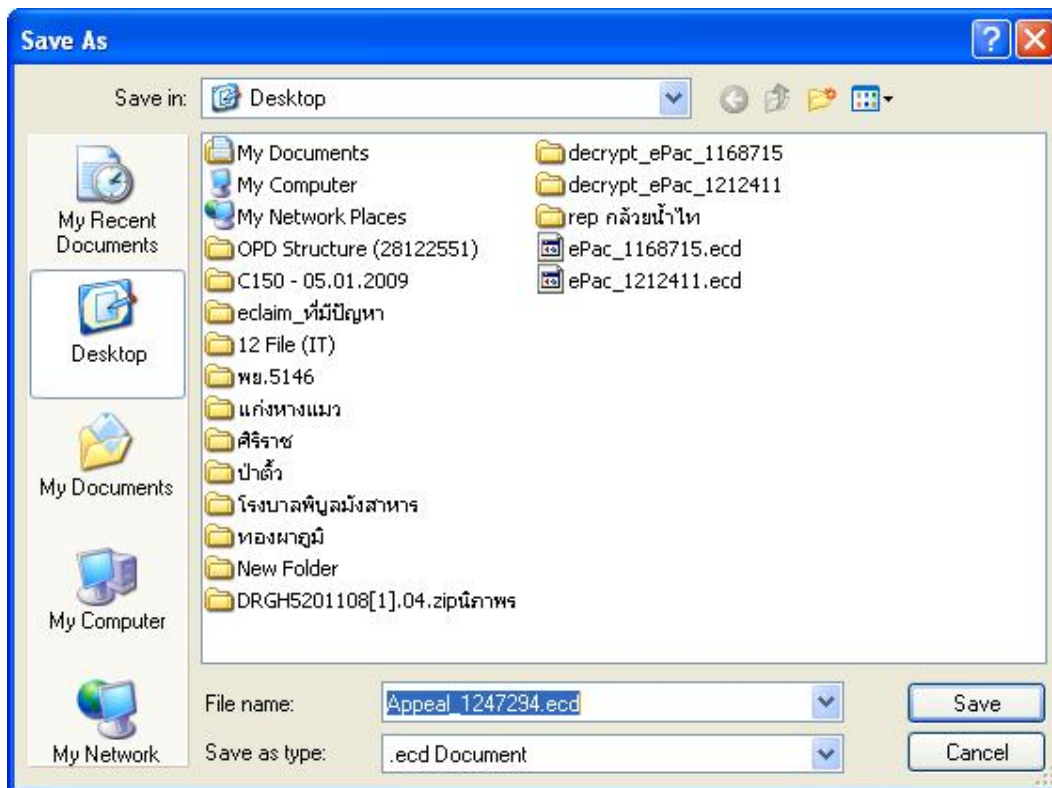 Save As
Save in:
Desktop
My Recent
Documents
Desktop
My Documents
My Computer
My Network
My Documents
My Computer
My Network Places
OPD Structure (28122551)
C150 - 05.01.2009
eclaim_ที่มีปัญหา
12 File (IT)
พย.5146
แก่งหางแมว
ศิริราช
ป่าติ้ว
โรงบาลพิบูลมังสาหาร
ทองผาภูมิ
New Folder
DRGH5201108[1].04.zipนิภาพร
decrypt_ePac_1168715
decrypt_ePac_1212411
rep กล้วยน้ำไท
ePac_1168715.ecd
ePac_1212411.ecd
File name:
Appeal_1247294.ecd
Save
Save as type:
.ecd Document
Cancel